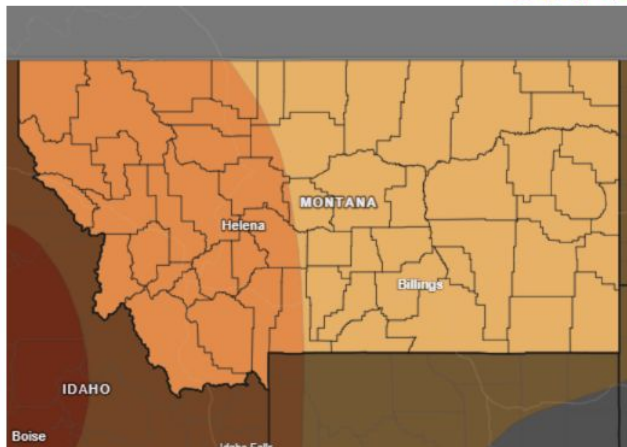 MONTANA
Helena
Billings
IDAHO
Boise
Idaho Falls